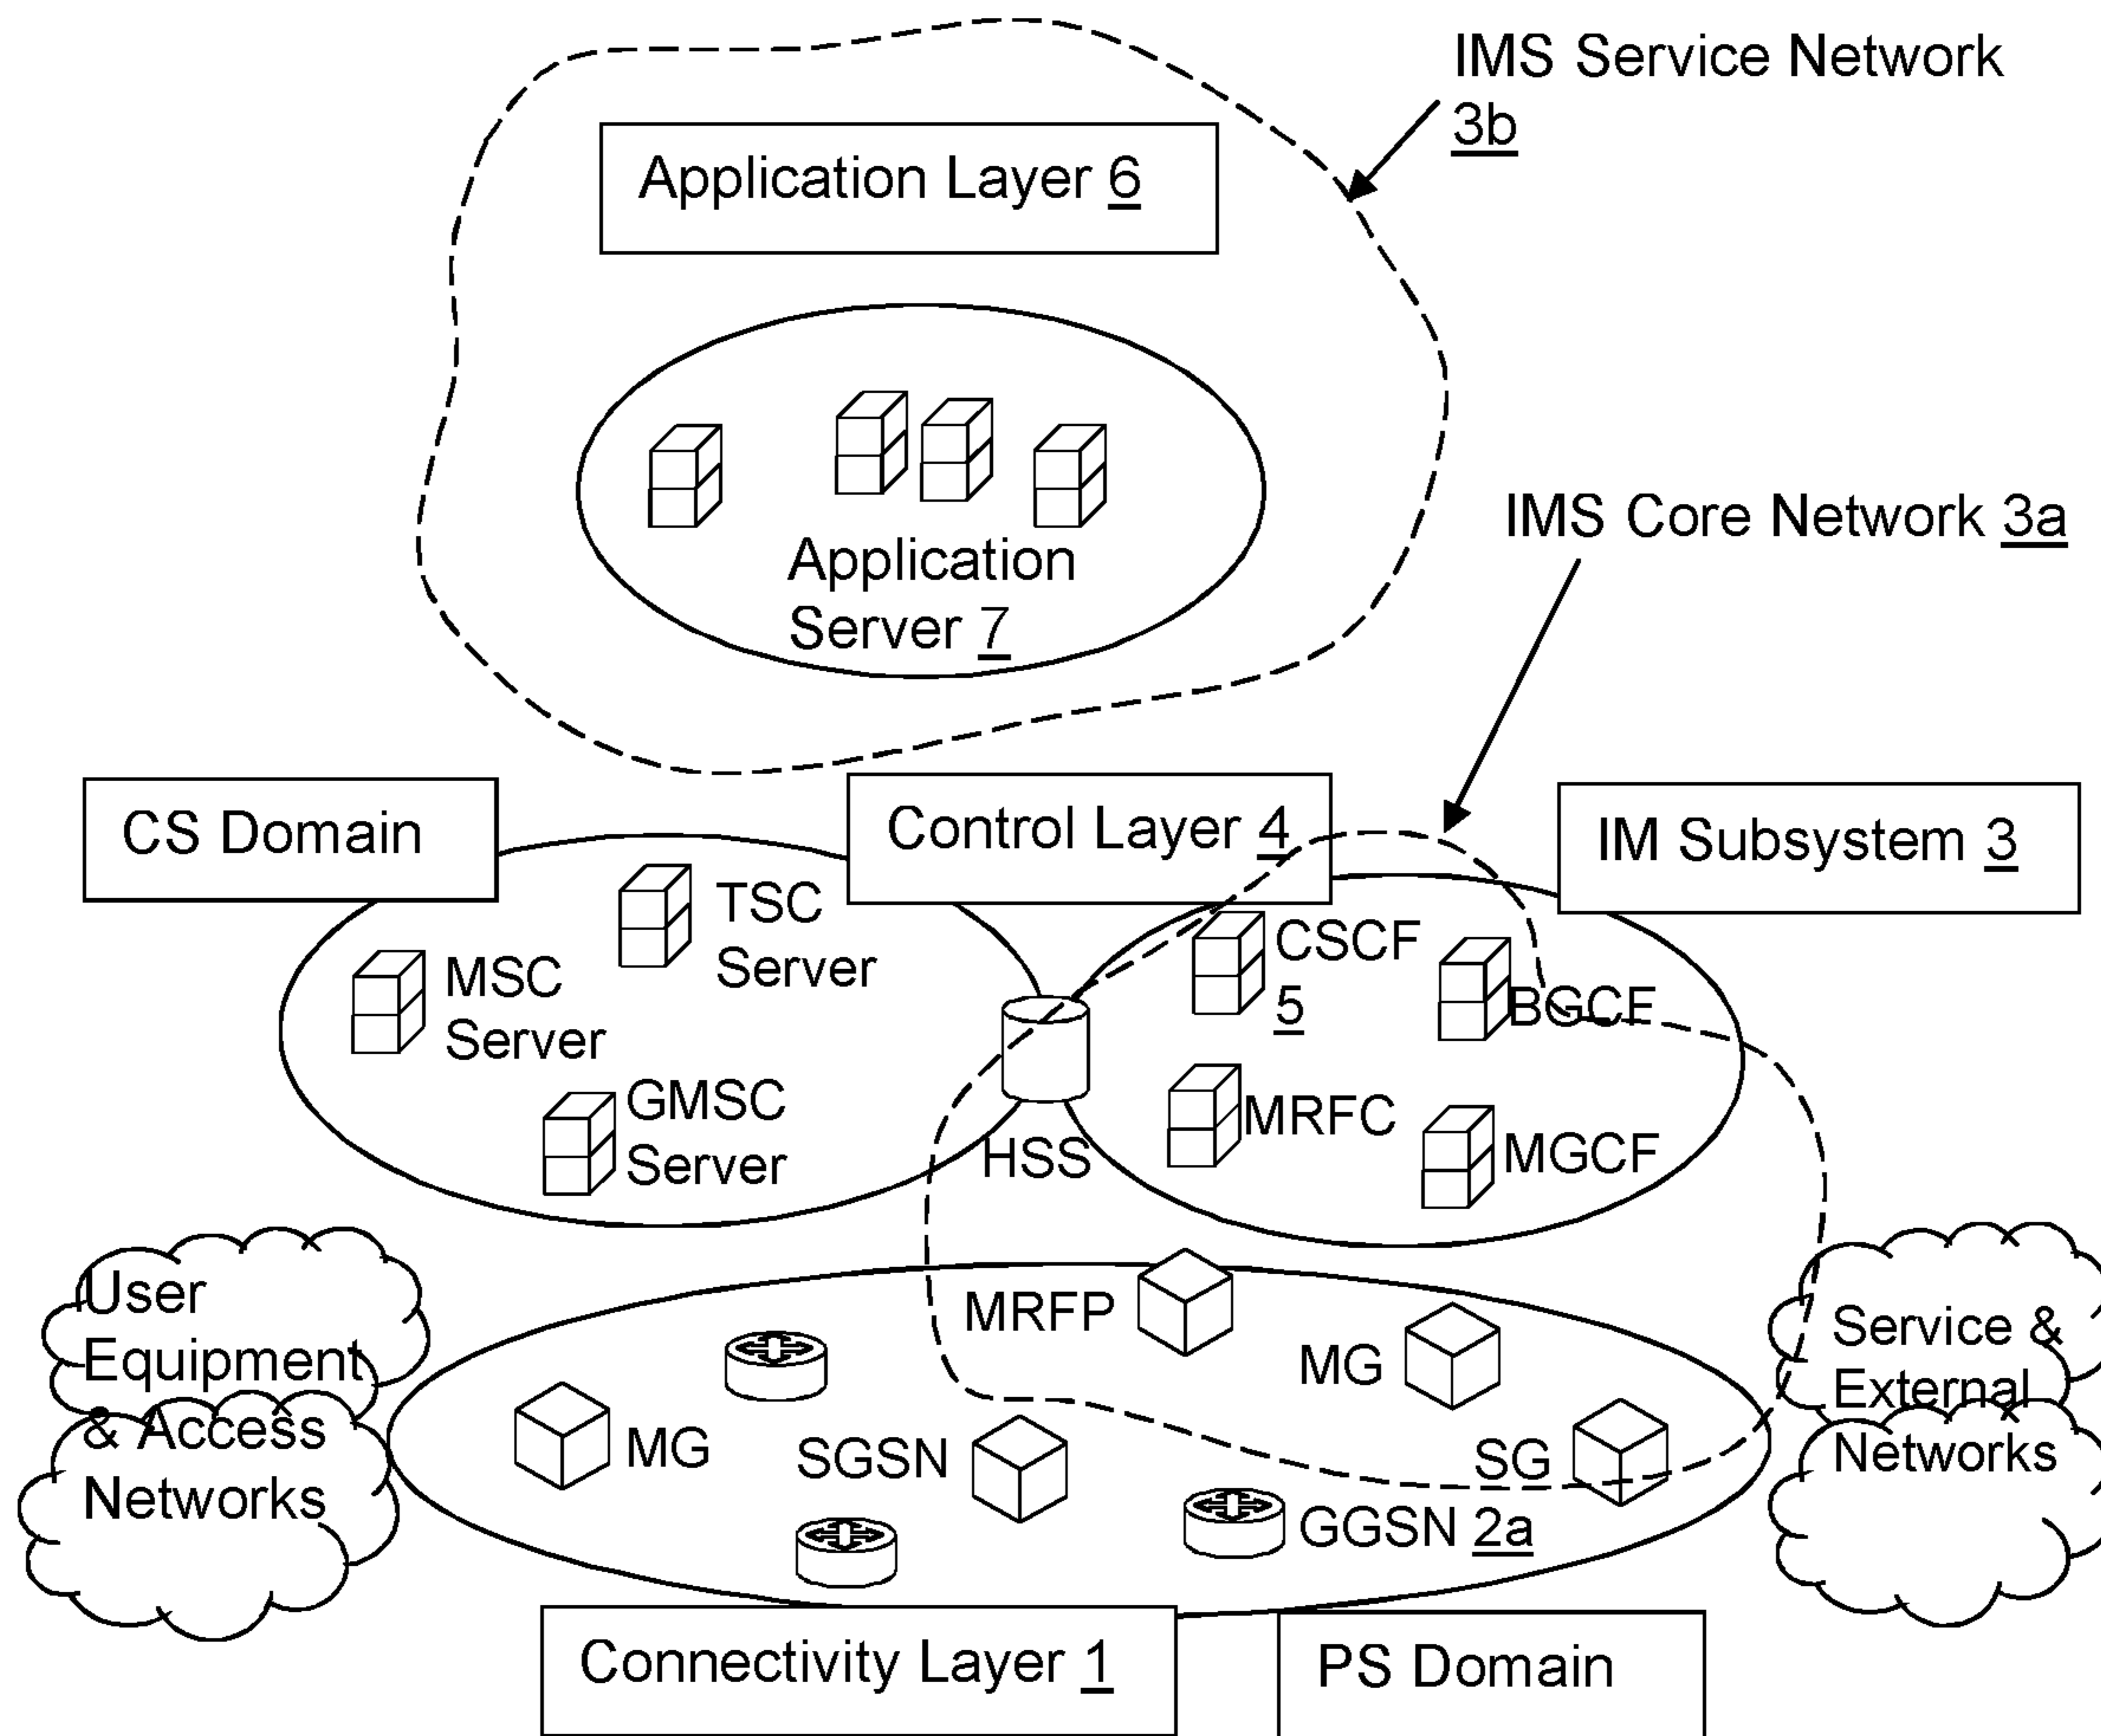 IMS Service Network
3b
Application Layer 6
IMS Core Network 3a
Application
Server 7
CS Domain
Control Layer 4
IM Subsystem 3
TSC
Server
MSC
Server
CSCF
5
BGCF
GMSC
Server
HSS
MRFC
MGCF
User
Equipment
& Access
Networks
MRFP
MG
Service &
External
Networks
MG
SGSN
SG
GGSN 2a
Connectivity Layer 1
PS Domain